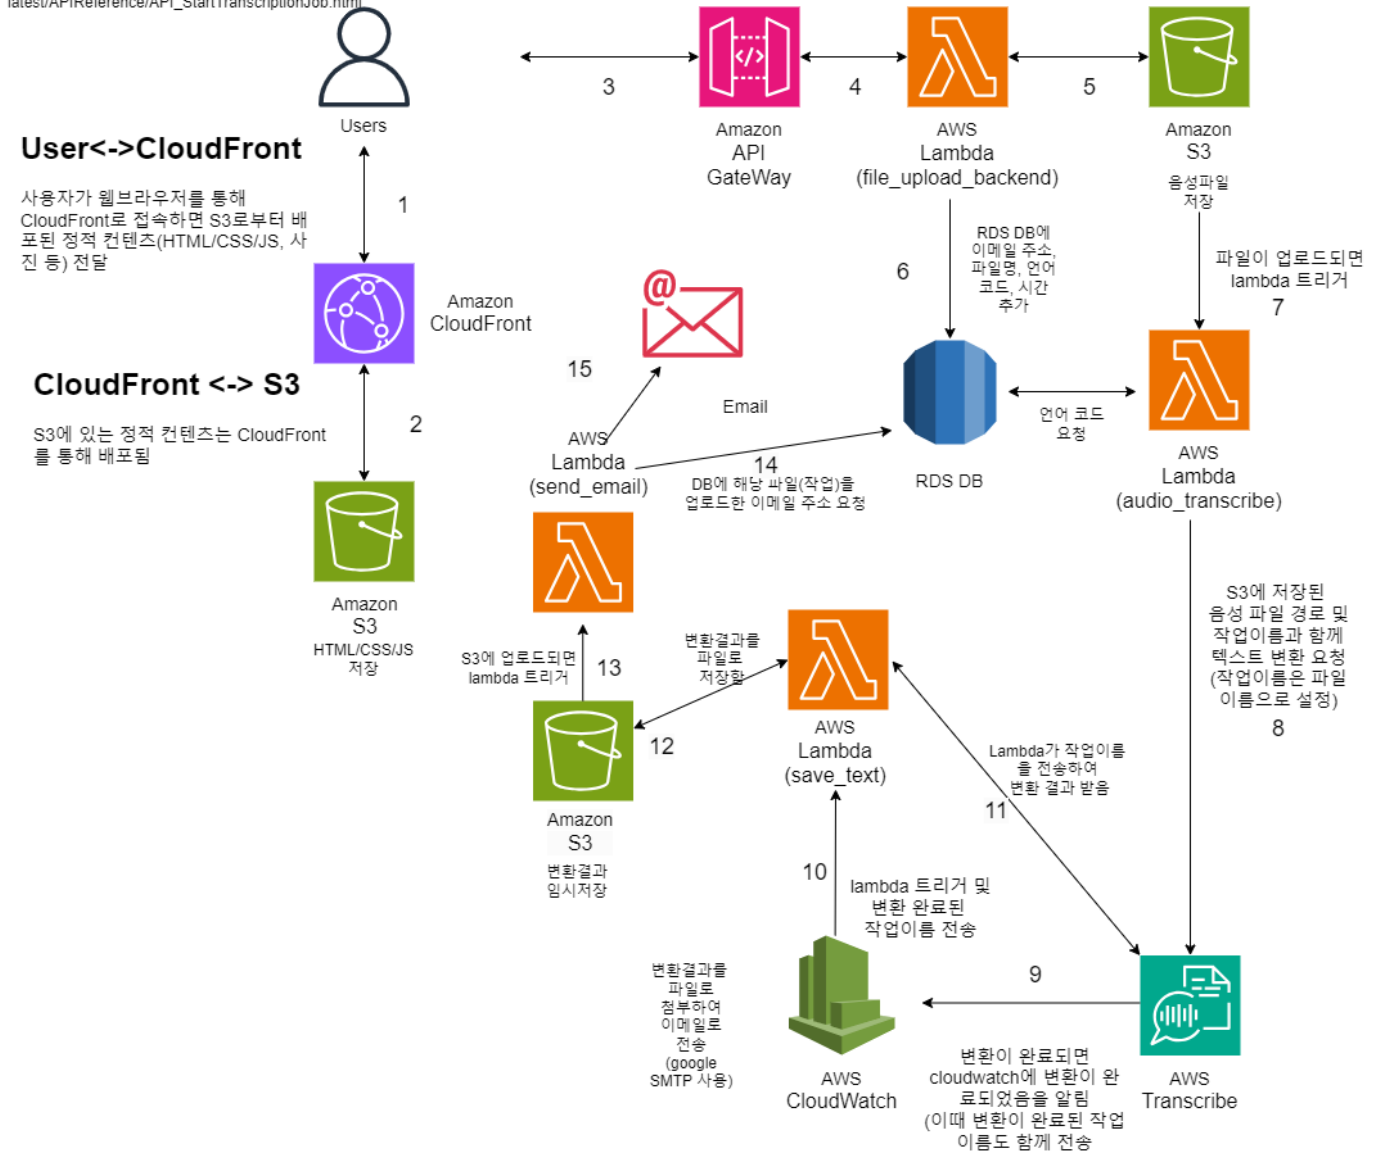 latest/APIReference/API_StartTranscriptionJob.html
Users
User<->CloudFront
사용자가 웹브라우저를 통해
CloudFront로 접속하면 S3로부터 배
포된 정적 컨텐츠(HTML/CSS/JS, 사
진 등) 전달
1
Amazon
CloudFront
CloudFront <-> S3
S3에 있는 정적 컨텐츠는 CloudFront
를 통해 배포됨
2
Amazon
S3
HTML/CSS/JS
저장
3
Amazon
API
GateWay
4
AWS
Lambda
(file_upload_backend)
5
Amazon
S3
음성파일
저장
6
RDS DB에
이메일 주소,
파일명, 언어
코드, 시간
추가
파일이 업로드되면
lambda 트리거
7
RDS DB
언어 코드
요청
AWS
Lambda
(audio_transcribe)
S3에 저장된
음성 파일 경로 및
작업이름과 함께
텍스트 변환 요청
(작업이름은 파일
이름으로 설정)
8
AWS
Transcribe
9
변환이 완료되면
cloudwatch에 변환이 완
료되었음을 알림
(이때 변환이 완료된 작업
이름도 함께 전송
AWS
CloudWatch
10
lambda 트리거 및
변환 완료된
작업이름 전송
AWS
Lambda
(save_text)
Lambda가 작업이름
을 전송하여
변환 결과 받음
11
변환결과를
파일로
저장함
12
Amazon
S3
변환결과
임시저장
S3에 업로드되면
lambda 트리거
13
AWS
Lambda
(send_email)
14
DB에 해당 파일(작업)을
업로드한 이메일 주소 요청
15
@
Email
변환결과를
파일로
첨부하여
이메일로
전송
(google
SMTP 사용)